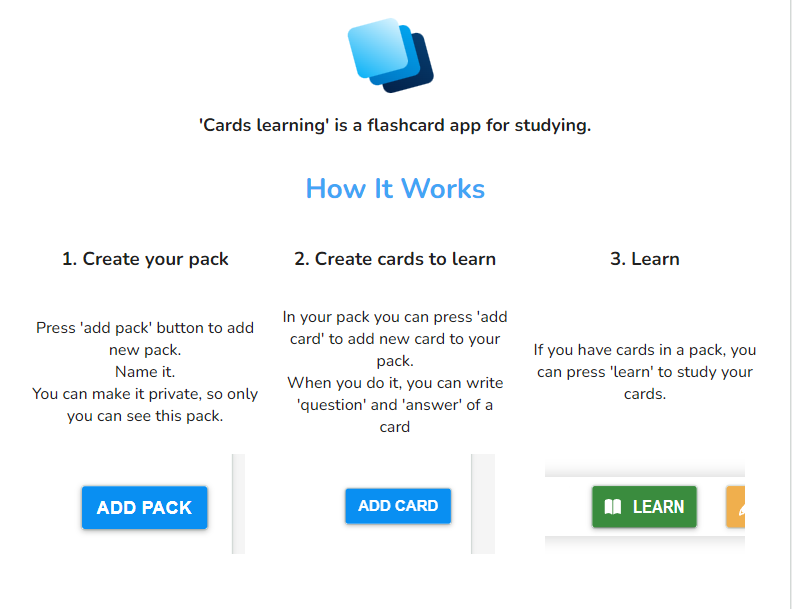 'Cards learning' is a flashcard app for studying.
How It Works
1. Create your pack
Press 'add pack' button to add
new pack.
Name it.
You can make it private, so only
you can see this pack.
ADD PACK
2. Create cards to learn
In your pack you can press 'add
card' to add new card to your
pack.
When you do it, you can write
'question' and 'answer' of a
card
ADD CARD
3. Learn
If you have cards in a pack, you
can press 'learn' to study your
cards.
LEARN